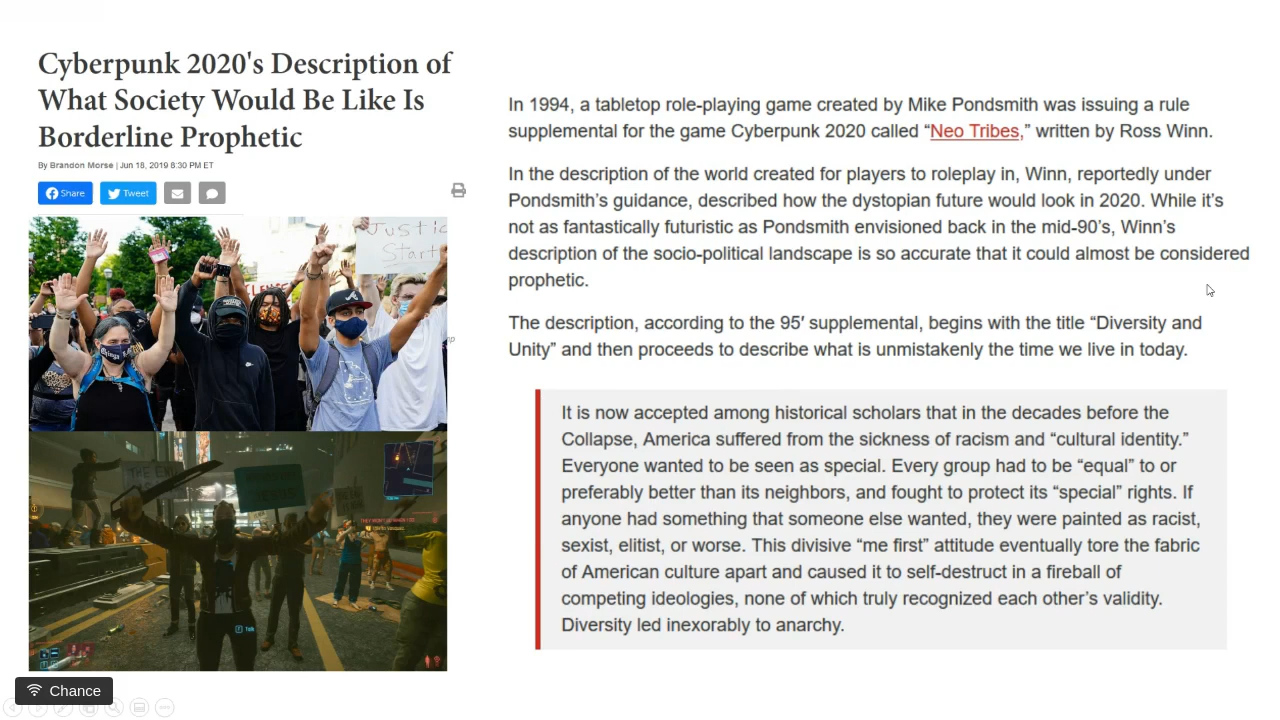 Cyberpunk 2020's Description of
What Society Would Be Like Is
Borderline Prophetic
By Brandon Morse | Jun 18, 2019 8:30 PM ET
Share
Tweet
Justic
Start
THE END
Talk
In 1994, a tabletop role-playing game created by Mike Pondsmith was issuing a rule
supplemental for the game Cyberpunk 2020 called “Neo Tribes,” written by Ross Winn.
In the description of the world created for players to roleplay in, Winn, reportedly under
Pondsmith’s guidance, described how the dystopian future would look in 2020. While it’s
not as fantastically futuristic as Pondsmith envisioned back in the mid-90’s, Winn’s
description of the socio-political landscape is so accurate that it could almost be considered
prophetic.
The description, according to the 95′ supplemental, begins with the title “Diversity and
Unity” and then proceeds to describe what is unmistakenly the time we live in today.
It is now accepted among historical scholars that in the decades before the
Collapse, America suffered from the sickness of racism and “cultural identity.”
Everyone wanted to be seen as special. Every group had to be “equal” to or
preferably better than its neighbors, and fought to protect its “special” rights. If
anyone had something that someone else wanted, they were painted as racist,
sexist, elitist, or worse. This divisive “me first” attitude eventually tore the fabric
of American culture apart and caused it to self-destruct in a fireball of
competing ideologies, none of which truly recognized each other’s validity.
Diversity led inexorably to anarchy.
Chance